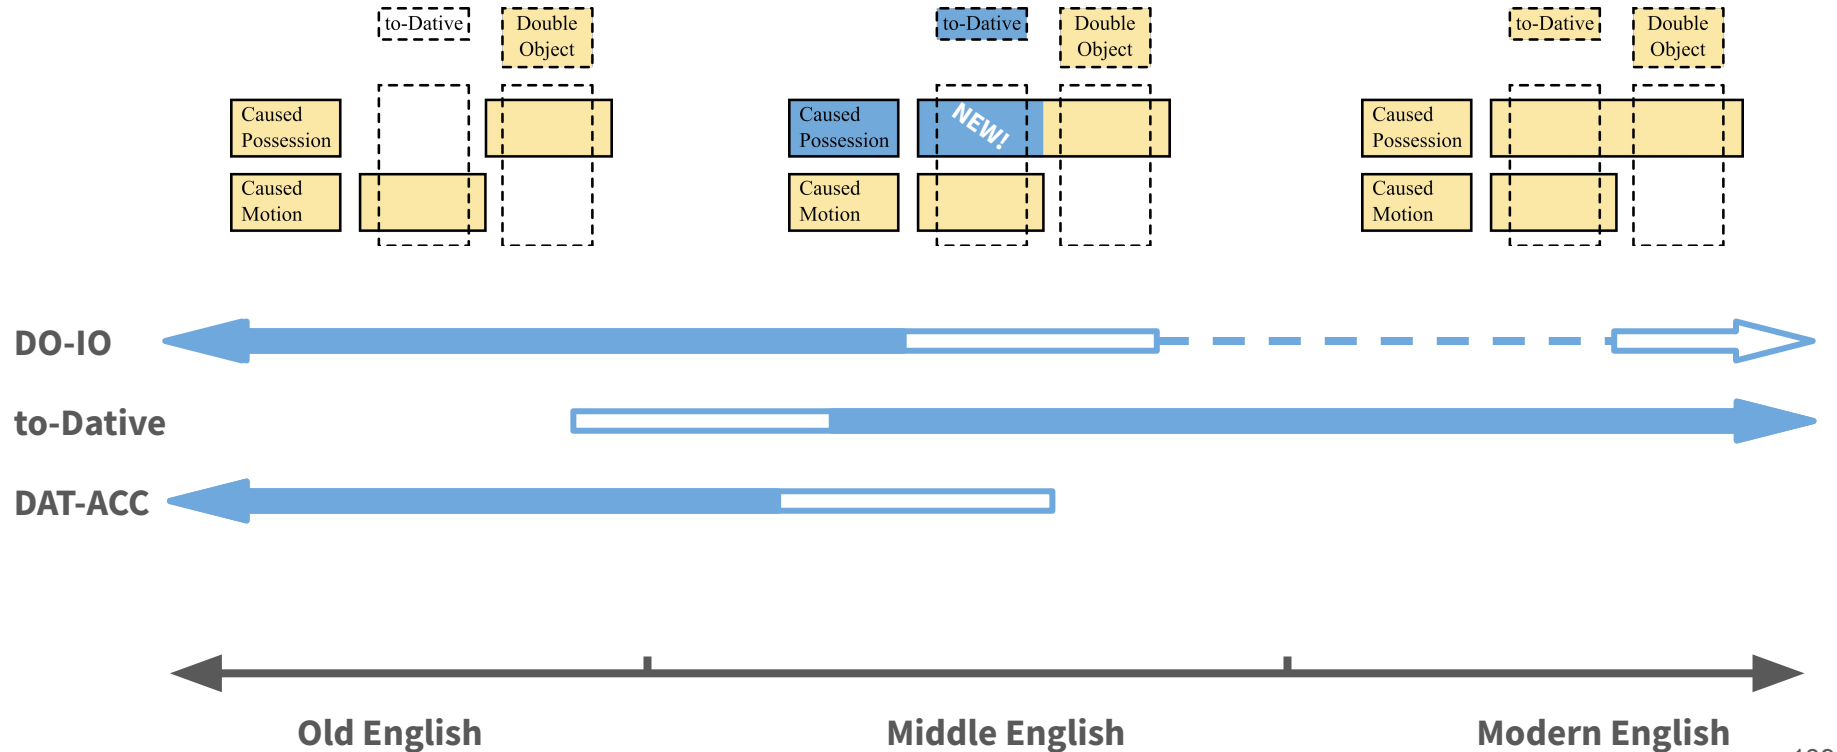 to-Dative
Double
Object
Caused
Possession
Caused
Motion
to-Dative
Double
Object
Caused
Possession
NEW!
Caused
Motion
to-Dative
Double
Object
Caused
Possession
Caused
Motion
DO-IO
to-Dative
DAT-ACC
Old English
Middle English
Modern English